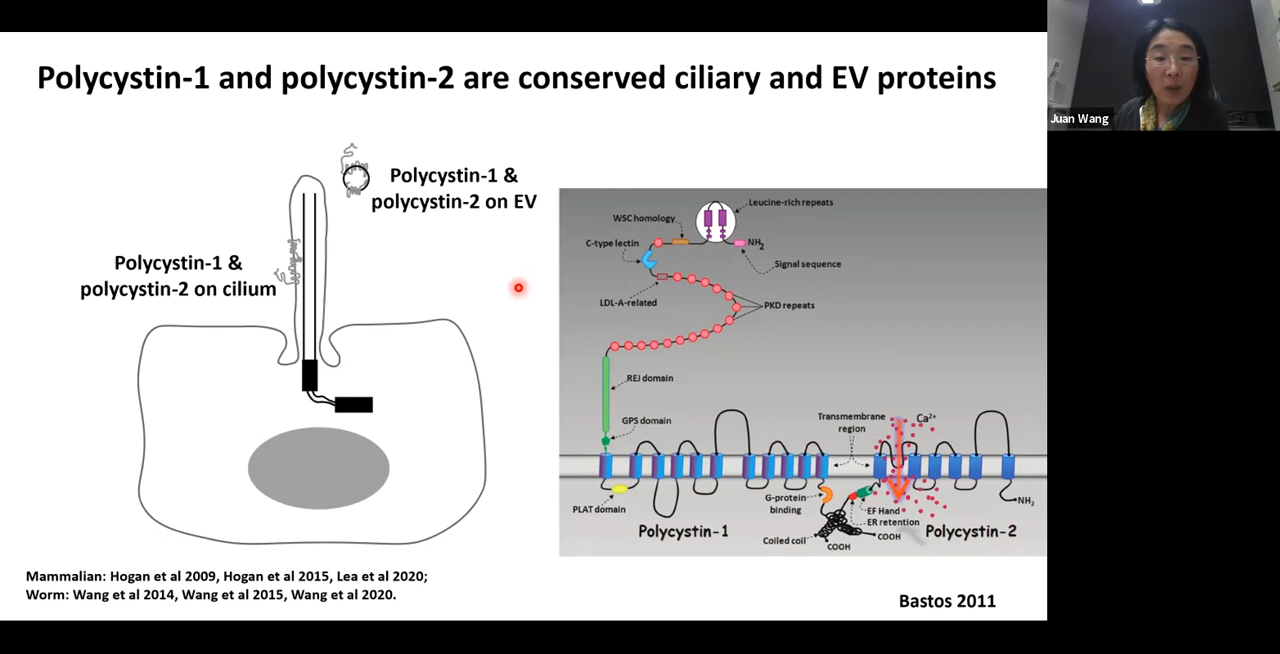 Polycystin-1 and polycystin-2 are conserved ciliary and EV proteins
Juan Wang
Polycystin-1 &
polycystin-2 on EV
Polycystin-1 &
polycystin-2 on cilium
Leucine-rich repeats
WSC homology
C-type lectin
NH2
Signal sequence
LDL-A-related
PKD repeats
REJ domain
GPS domain
Transmembrane
region
Ca2+
PLAT domain
G-protein
binding
EF Hand
ER retention
NH2
Polycystin-1
Coiled coil
COOH
COOH
Polycystin-2
Mammalian: Hogan et al 2009, Hogan et al 2015, Lea et al 2020;
Worm: Wang et al 2014, Wang et al 2015, Wang et al 2020.
Bastos 2011